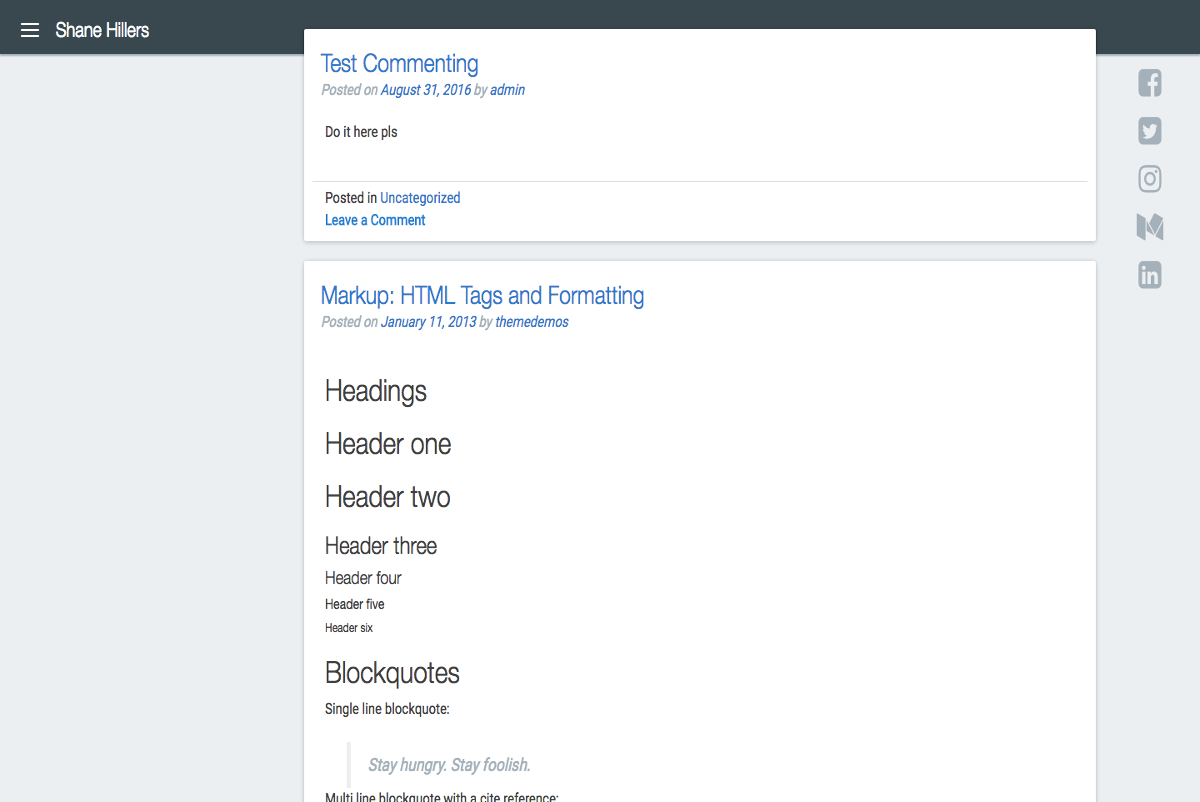 Shane Hillers
Test Commenting
Posted on August 31, 2016 by admin
Do it here pls
Posted in Uncategorized
Leave a Comment
Markup: HTML Tags and Formatting
Posted on January 11, 2013 by themedemos
Headings
Header one
Header two
Header three
Header four
Header five
Header six
Blockquotes
Single line blockquote:
Stay hungry. Stay foolish.
Multi line blockquote with a cite reference: